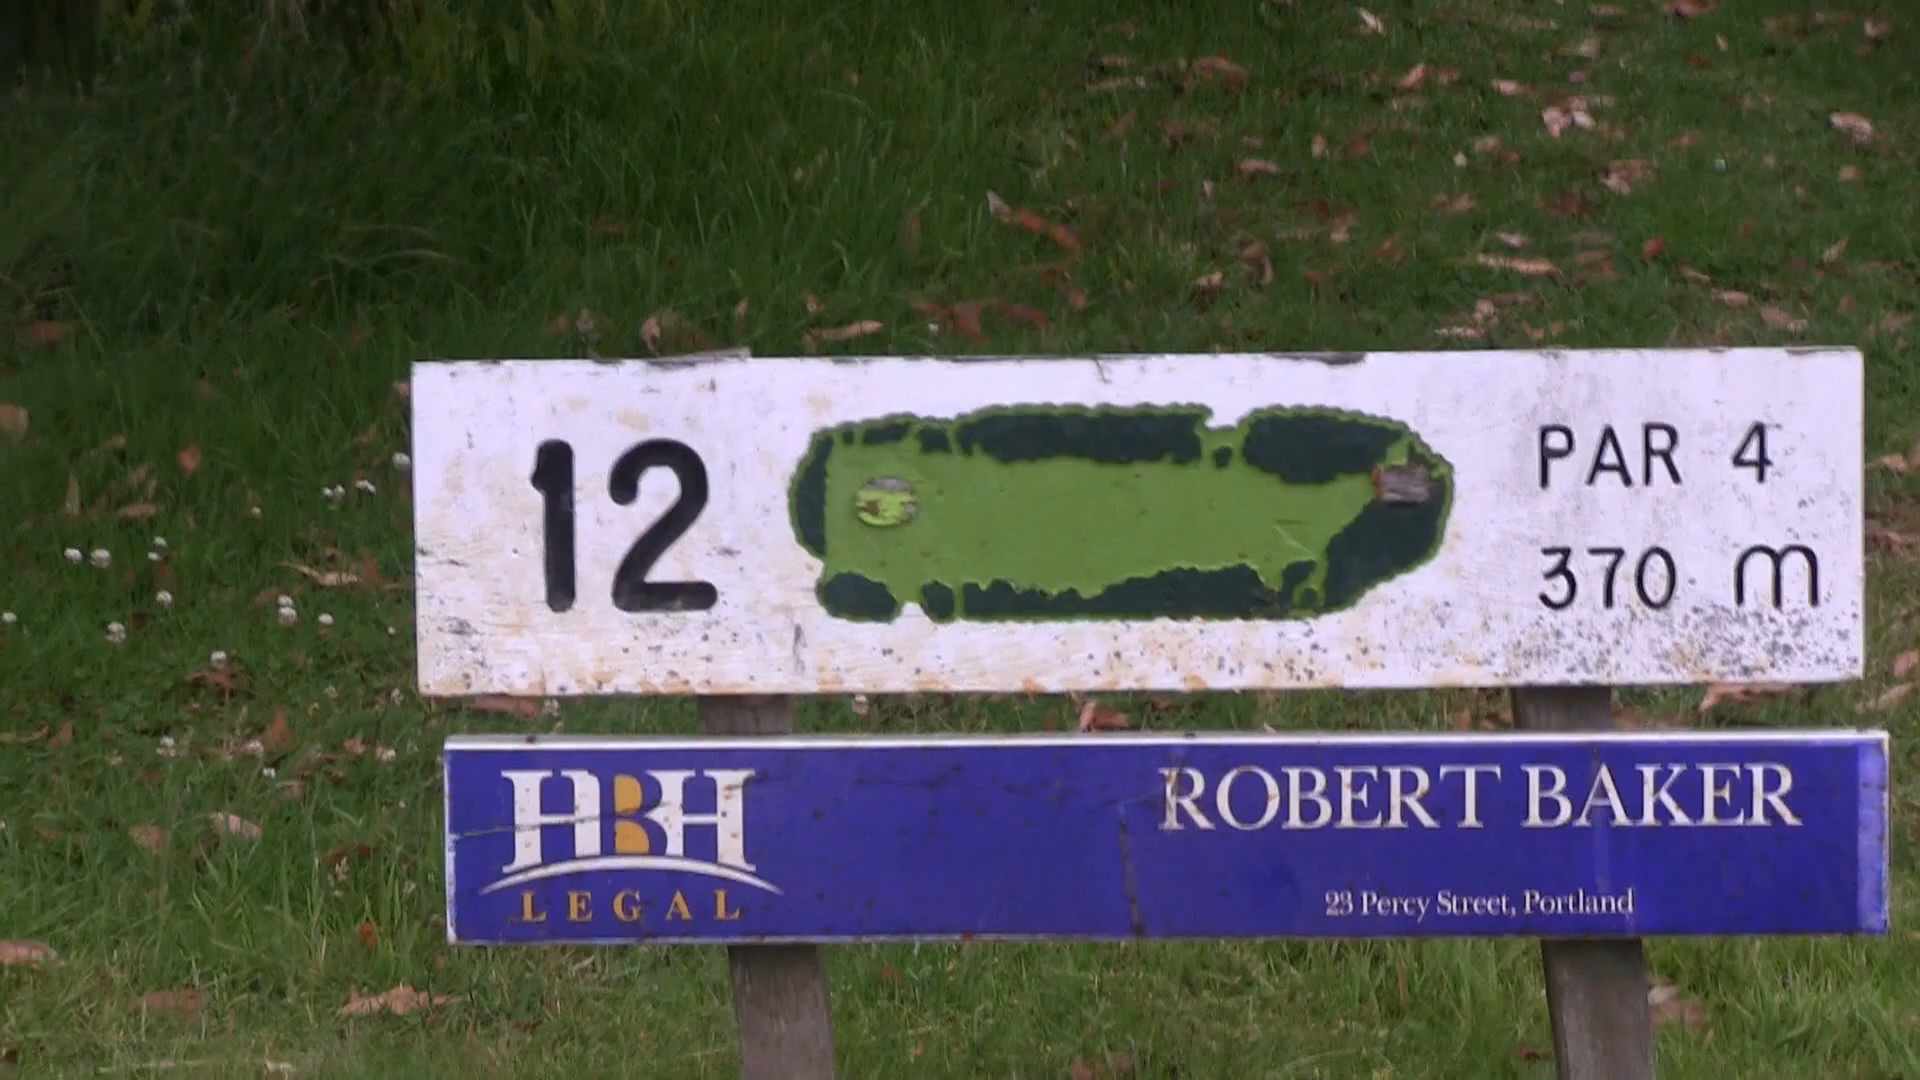 12
PAR 4
370 m
HBH
LEGAL
ROBERT BAKER
23 Percy Street, Portland